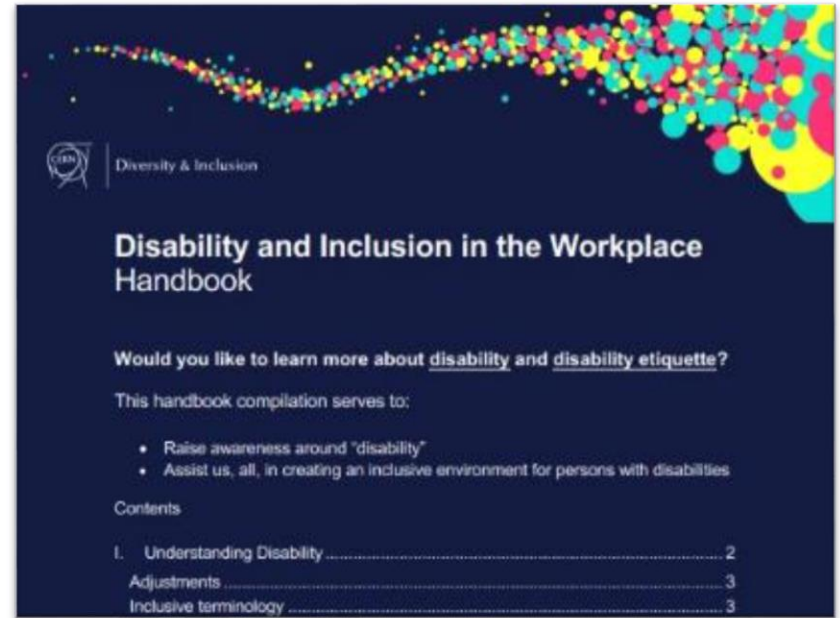 CERN
Diversity & Inclusion
Disability and Inclusion in the Workplace
Handbook
Would you like to learn more about disability and disability etiquette?
This handbook compilation serves to:
• Raise awareness around "disability"
• Assist us, all, in creating an inclusive environment for persons with disabilities
Contents
I. Understanding Disability 2
Adjustments 3
Inclusive terminology 3